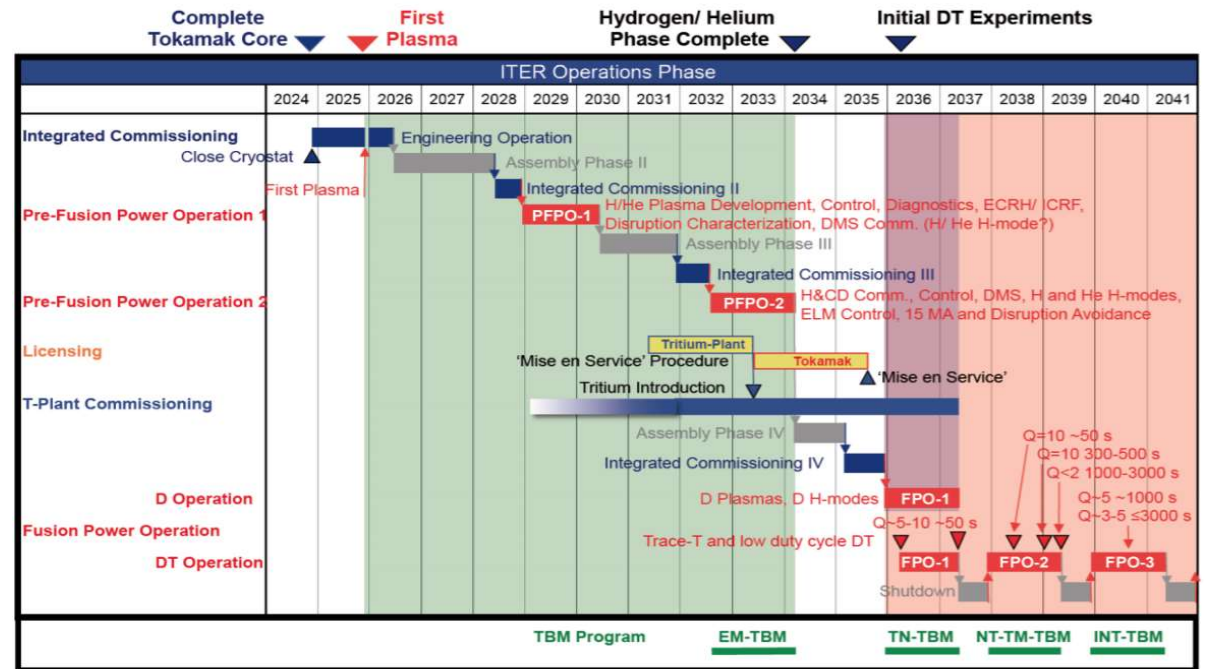 Complete
Tokamak Core
First
Plasma
Hydrogen/ Helium
Phase Complete
Initial DT Experiments
ITER Operations Phase
2024 2025 2026 2027 2028 2029 2030 2031 2032 2033 2034 2035 2036 2037 2038 2039 2040 2041
Integrated Commissioning
Engineering Operation
Close Cryostat
Assembly Phase II
First Plasma
Integrated Commissioning II
Pre-Fusion Power Operation 1
PFPO-1
H/He Plasma Development, Control, Diagnostics, ECRH/ ICRF,
Disruption Characterization, DMS Comm. (H/ He H-mode?)
Assembly Phase III
Integrated Commissioning III
Pre-Fusion Power Operation 2
PFPO-2
H&CD Comm., Control, DMS, H and He H-modes,
ELM Control, 15 MA and Disruption Avoidance
Licensing
Tritium-Plant
'Mise en Service' Procedure
Tokamak
'Mise en Service'
Tritium Introduction
T-Plant Commissioning
Assembly Phase IV
Q=10 ~50 s
Q=10 300-500 s
Integrated Commissioning IV
Q<2 1000-3000 s
D Operation
D Plasmas, D H-modes
FPO-1
Q~5 ~1000 s
Q~3-5 ≤3000 s
Fusion Power Operation
Q~5-10 ~50 s
Trace-T and low duty cycle DT
DT Operation
FPO-1
FPO-2
FPO-3
Shutdown
TBM Program
EM-TBM
TN-TBM
NT-TM-TBM
INT-TBM